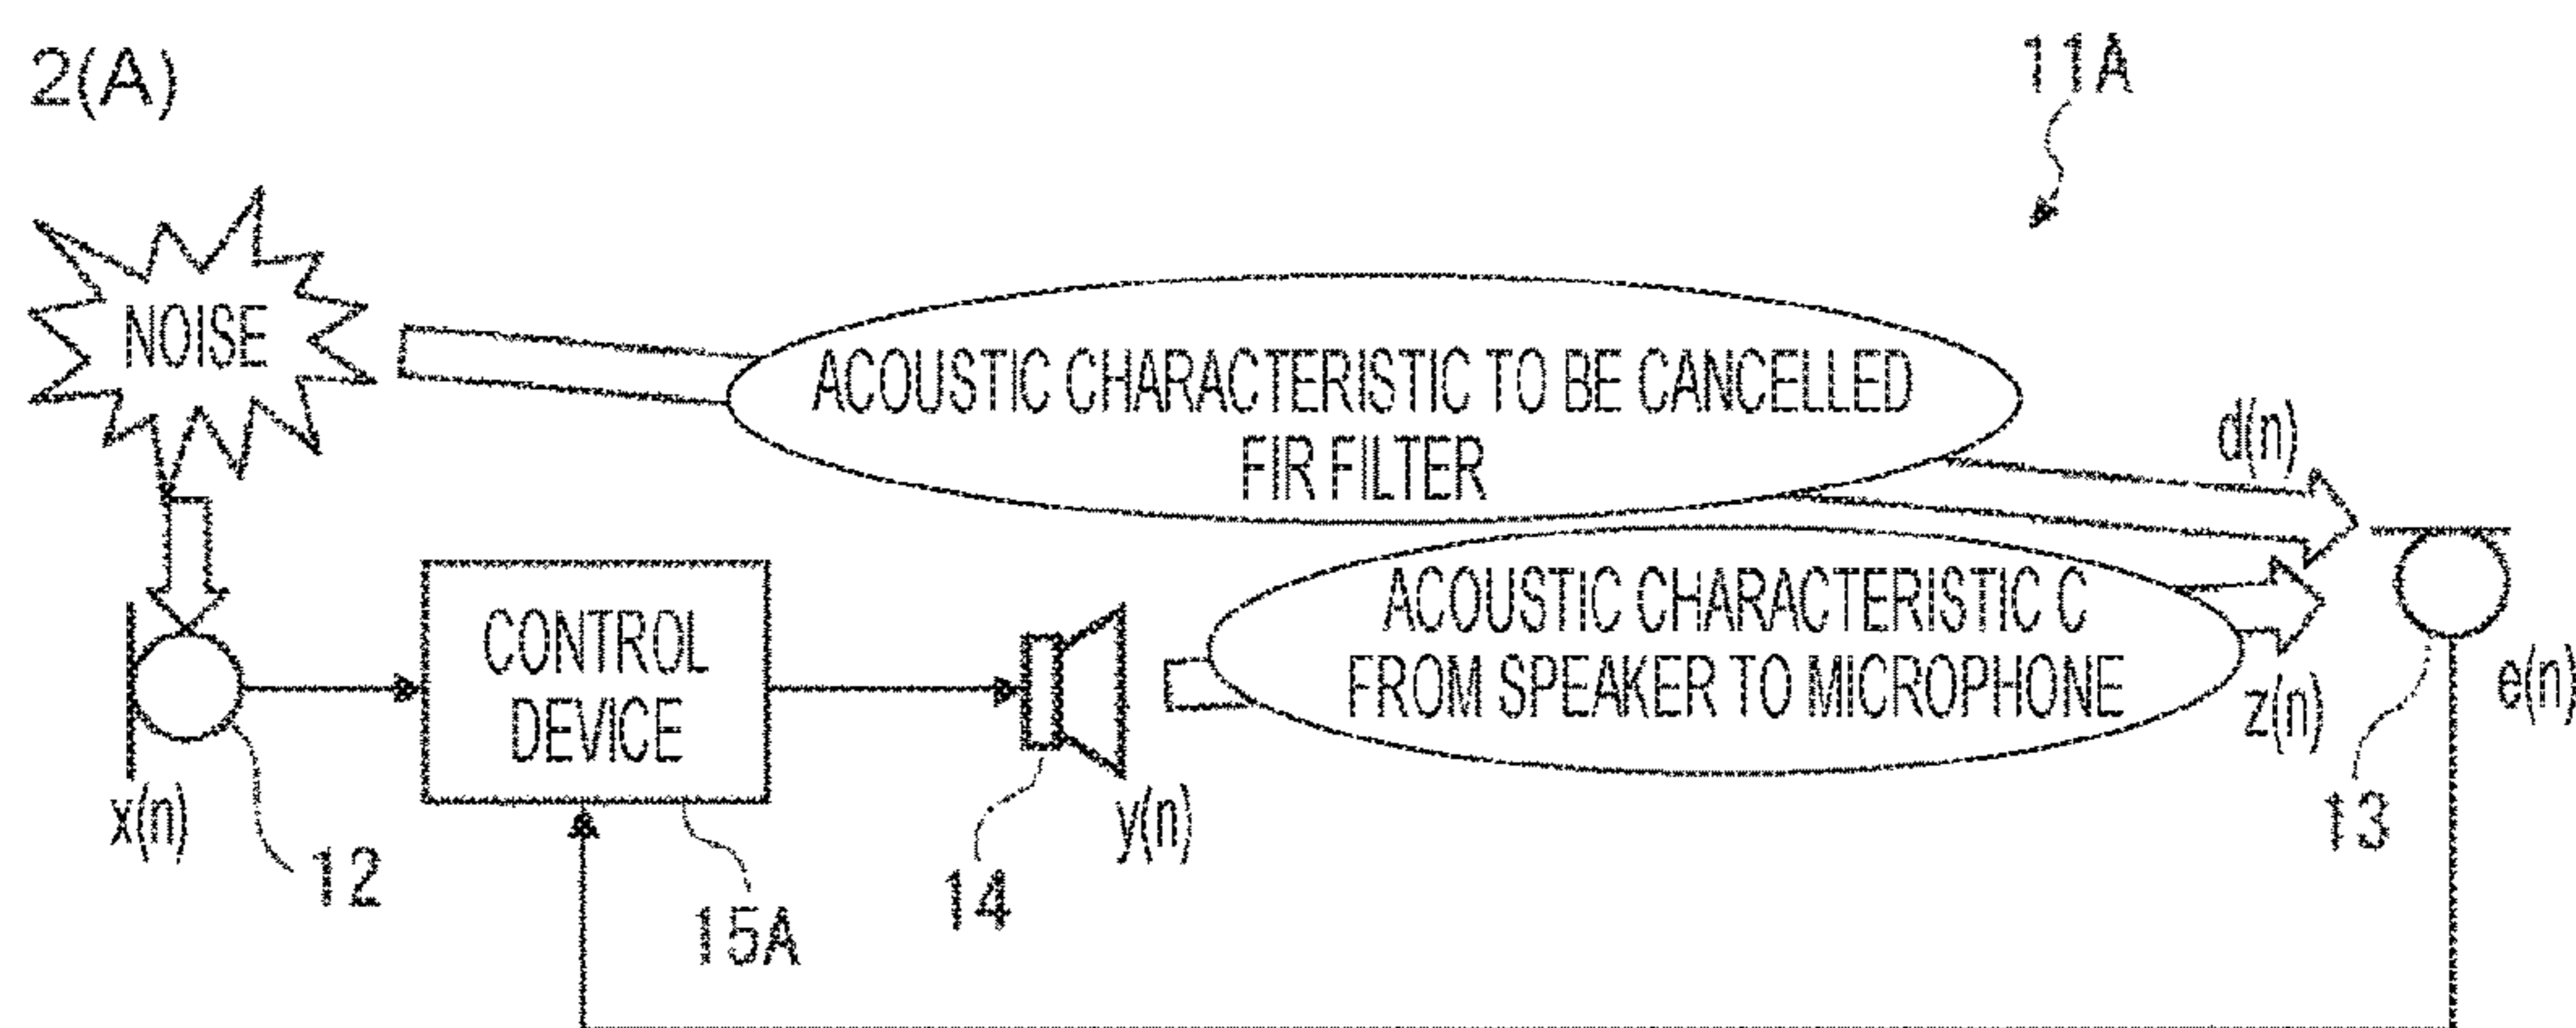 2(A)
11A
NOISE
ACOUSTIC CHARACTERISTIC TO BE CANCELLED
FIR FILTER
d(n)
CONTROL
DEVICE
ACOUSTIC CHARACTERISTIC C
FROM SPEAKER TO MICROPHONE
z(n)
e(n)
x(n)
12
15A
14
y(n)
13